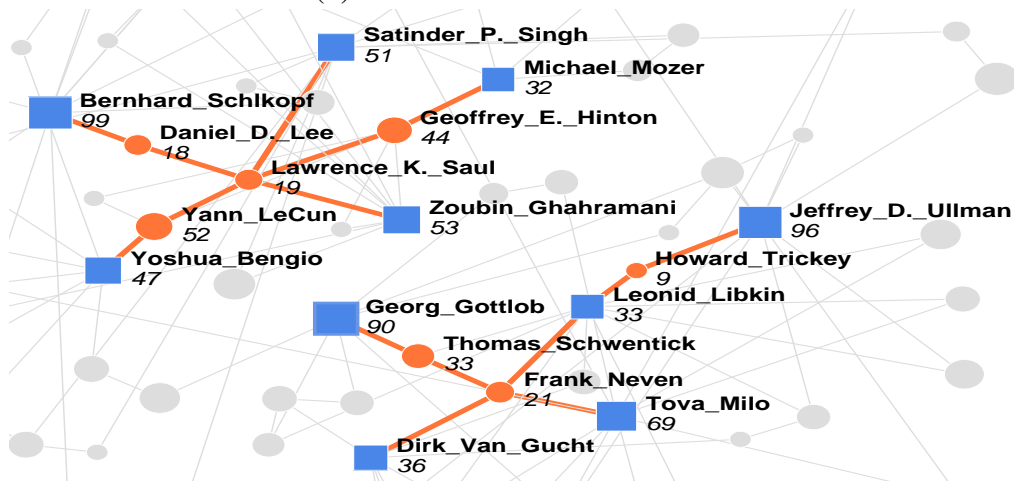 Satinder_P._Singh
51
Michael_Mozer
32
Bernhard_Schlkopf
99
Geoffrey_E._Hinton
44
Daniel_D._Lee
18
Lawrence_K._Saul
19
Yann_LeCun
52
Zoubin_Ghahramani
53
Jeffrey_D._Ullman
96
Yoshua_Bengio
47
Howard_Trickey
9
Leonid_Libkin
33
Georg_Gottlob
90
Thomas_Schwentick
33
Frank_Neven
21
Tova_Milo
69
Dirk_Van_Gucht
36